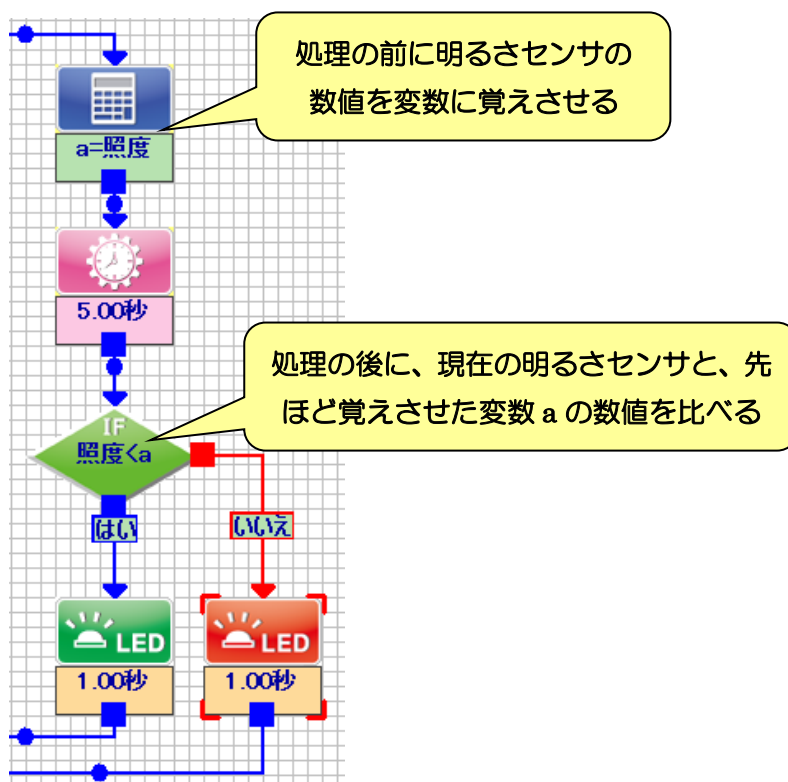 処理の前に明るさセンサの
数値を変数に覚えさせる
a=照度
5.00秒
処理の後に、現在の明るさセンサと、先
ほど覚えさせた変数 a の数値を比べる
IF
照度<a
はい
いいえ
LED
LED
1.00秒
1.00秒